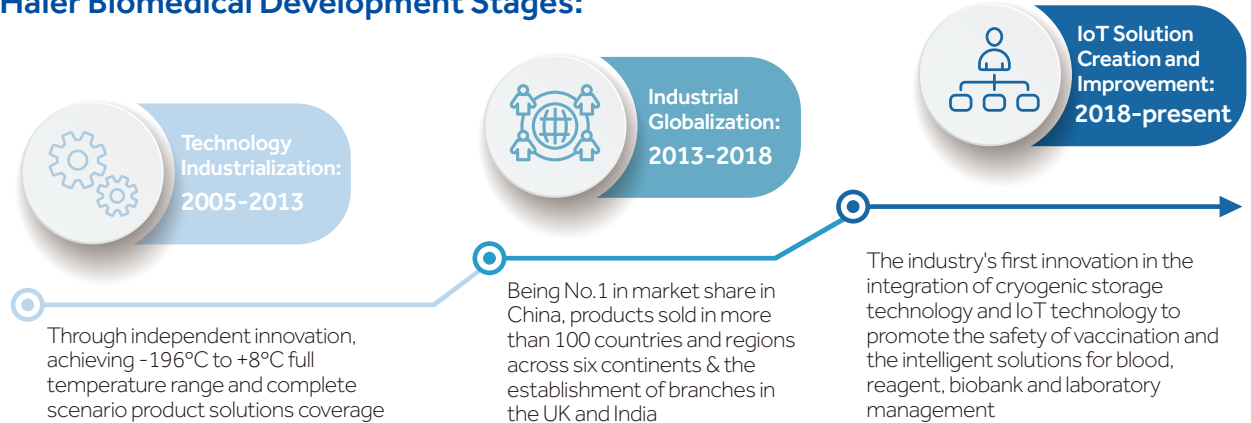 Haier Biomedical Development Stages:
Technology
Industrialization:
2005-2013
Through independent innovation,
achieving -196°C to +8°C full
temperature range and complete
scenario product solutions coverage
Industrial
Globalization:
2013-2018
Being No.1 in market share in
China, products sold in more
than 100 countries and regions
across six continents & the
establishment of branches in
the UK and India
IoT Solution
Creation and
Improvement:
2018-present
The industry's first innovation in the
integration of cryogenic storage
technology and IoT technology to
promote the safety of vaccination and
the intelligent solutions for blood,
reagent, biobank and laboratory
management